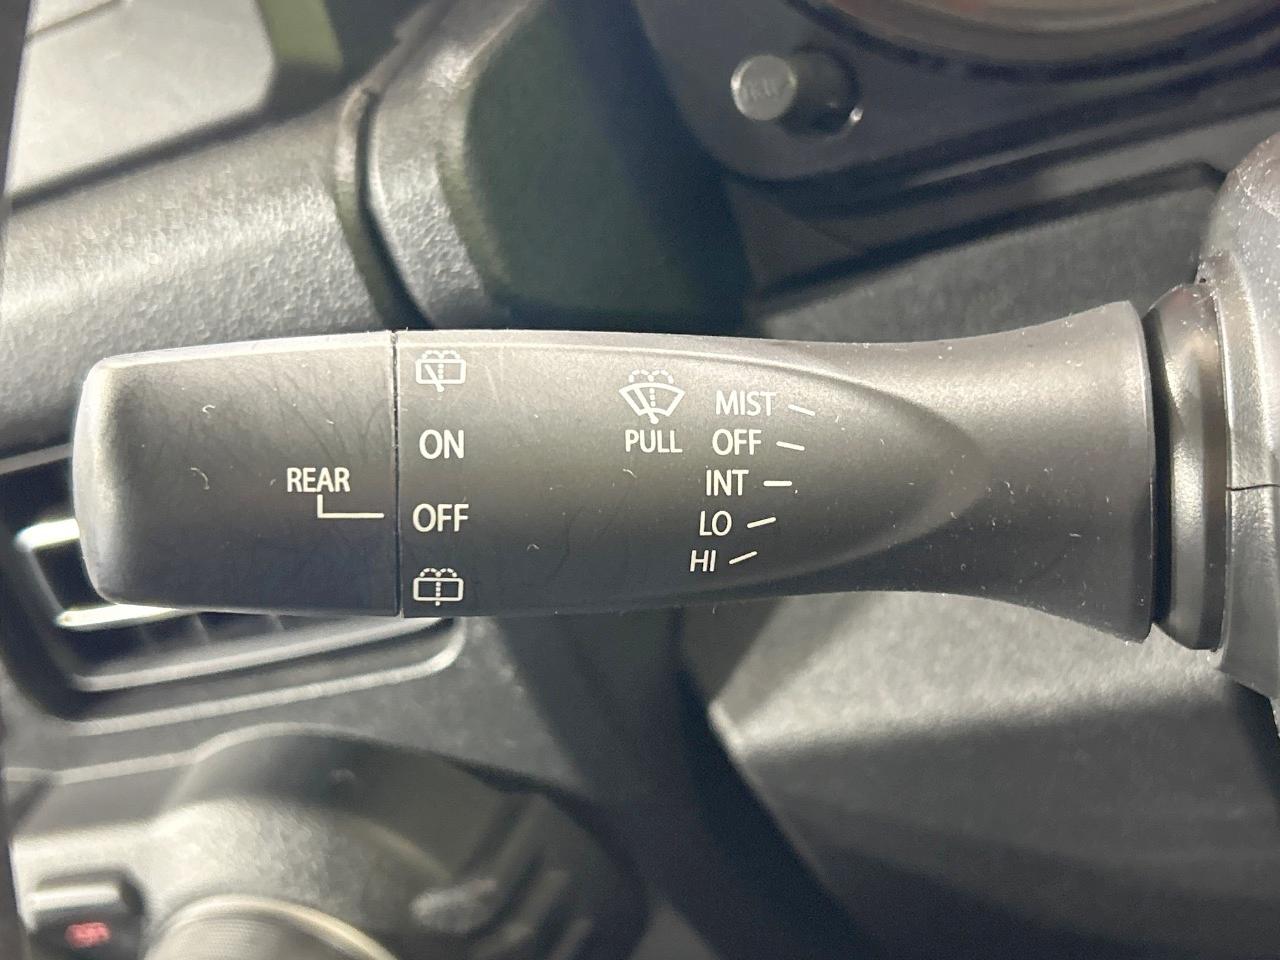 REAR
ON
OFF
PULL
MIST
OFF
INT
LO
HI